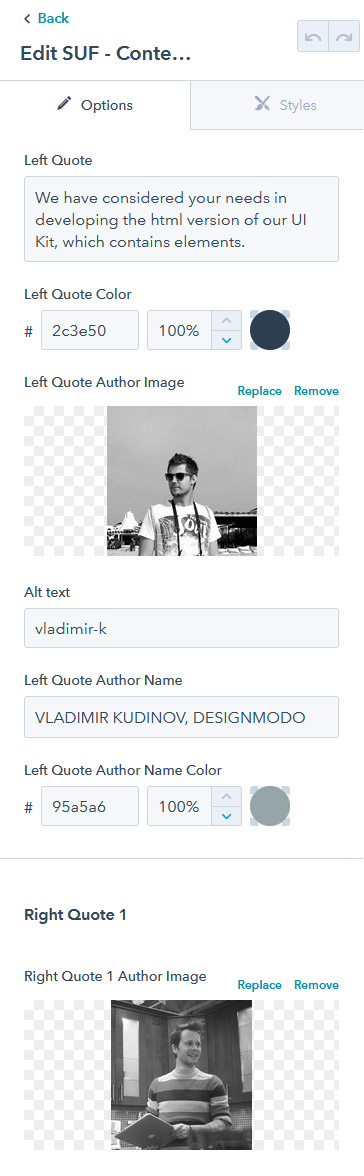 Back
Edit SUF - Conte...
Options
Styles
Left Quote
We have considered your needs in
developing the html version of our UI
Kit, which contains elements.
Left Quote Color
# 2c3e50 100%
Left Quote Author Image Replace Remove
Alt text
vladimir-k
Left Quote Author Name
VLADIMIR KUDINOV, DESIGNMODO
Left Quote Author Name Color
# 95a5a6 100%
Right Quote 1
Right Quote 1 Author Image Replace Remove